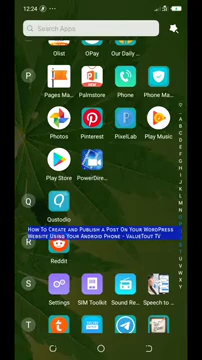 12:24
Search Apps
Olist OPay Our Daily ...
P
Pages Ma... Palmstore Phone Phone Ma...
Photos Pinterest PixelLab Play Music
Play Store PowerDire...
Q
Qustodio
How To Create and Publish a Post On Your WordPress
Website Using Your Android Phone - ValueTout TV
R
Reddit
S
Settings SIM Toolkit Sound Re... Speech to ...
T
A
B
C
D
E
F
G
H
I
J
K
L
M
N
O
P
Q
R
S
T
U
V
W
X
Y
Z